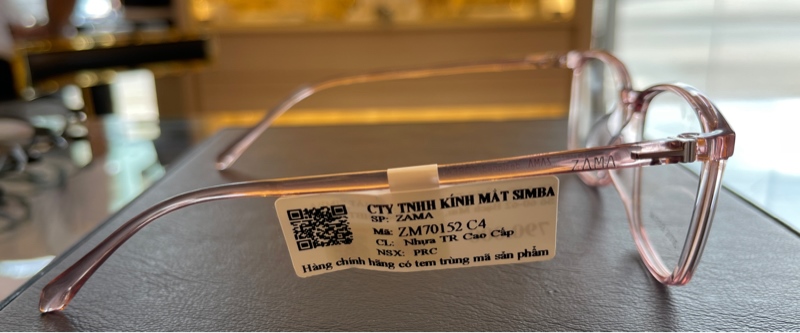 ZAMA
CTY TNHH KÍNH MẮT SIMBA
SP: ZAMA
Mã: ZM70152 C4
CL: Nhựa TR Cao Cấp
NSX: PRC
Hàng chính hãng có tem trùng mã sản phẩm